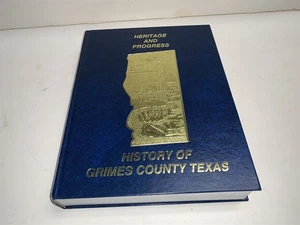 HERITAGE
AND
PROGRESS
HISTORY OF
GRIMES COUNTY TEXAS